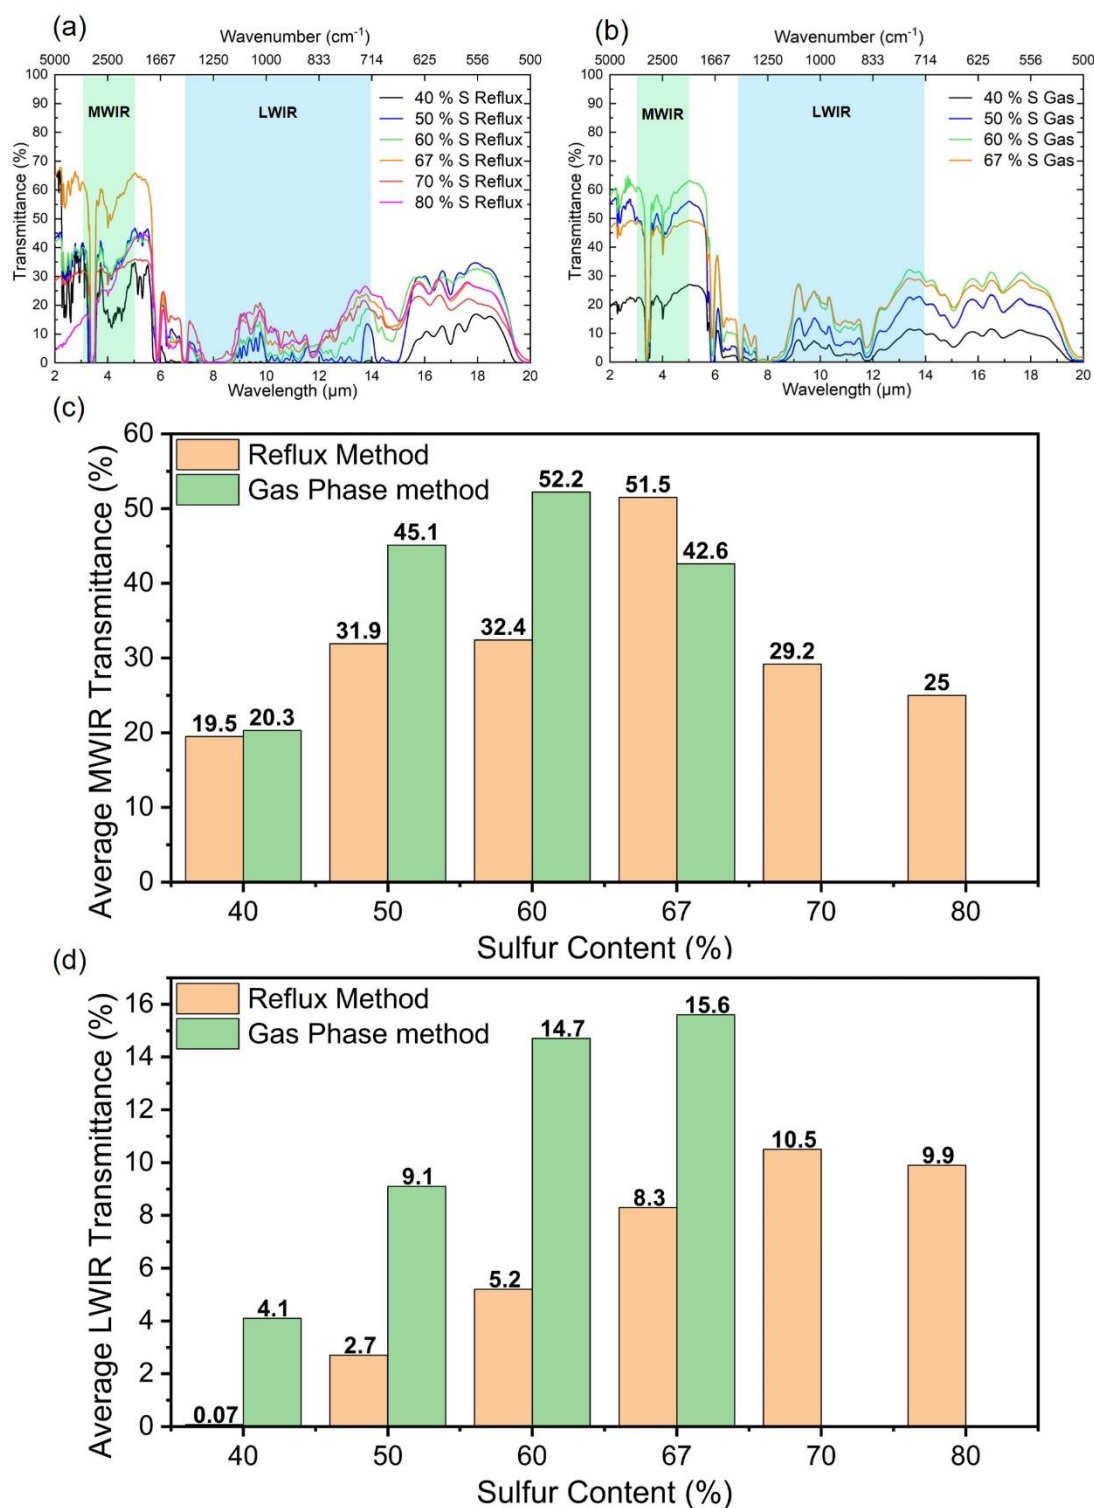 (a)
Wavenumber (cm-1)
5000 2500 1667 1250 1000 833 714 625 556 500
100
90
80
70
60
50
40
30
20
10
0
Transmittance (%)
MWIR
LWIR
40 % S Reflux
50 % S Reflux
60 % S Reflux
67 % S Reflux
70 % S Reflux
80 % S Reflux
2 4 6 8 10 12 14 16 18 20
Wavelength (µm)
(b)
Wavenumber (cm-1)
5000 2500 1667 1250 1000 833 714 625 556 500
100
90
80
70
60
50
40
30
20
10
0
Transmittance (%)
MWIR
LWIR
40 % S Gas
50 % S Gas
60 % S Gas
67 % S Gas
2 4 6 8 10 12 14 16 18 20
Wavelength (µm)
(c)
60
50
40
30
20
10
0
Average MWIR Transmittance (%)
Reflux Method
Gas Phase method
19.5 20.3
31.9 45.1
32.4 52.2
51.5 42.6
29.2
25
40 50 60 67 70 80
Sulfur Content (%)
(d)
16
14
12
10
8
6
4
2
0
Average LWIR Transmittance (%)
Reflux Method
Gas Phase method
0.07 4.1
2.7 9.1
5.2 14.7
8.3 15.6
10.5
9.9
40 50 60 67 70 80
Sulfur Content (%)